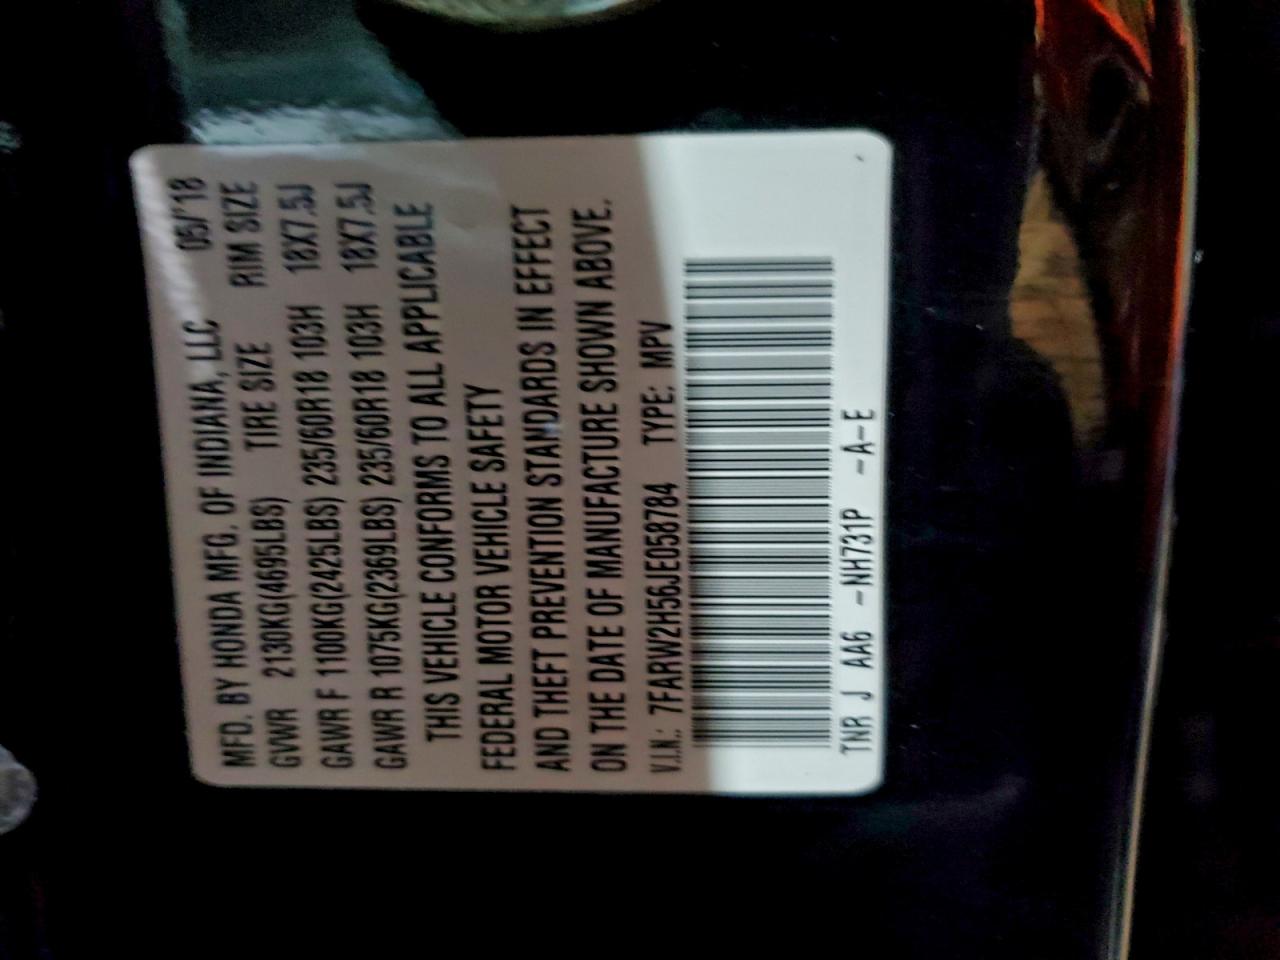 MFD. BY HONDA MFG. OF INDIANA, LLC 05/'18
GVWR 2130KG(4695LBS) TIRE SIZE RIM SIZE
GAWR F 1100KG(2425LBS) 235/60R18 103H 18X7.5J
GAWR R 1075KG(2369LBS) 235/60R18 103H 18X7.5J
THIS VEHICLE CONFORMS TO ALL APPLICABLE
FEDERAL MOTOR VEHICLE SAFETY
AND THEFT PREVENTION STANDARDS IN EFFECT
ON THE DATE OF MANUFACTURE SHOWN ABOVE.
V.I.N.: 7FARW2H56JE058784 TYPE: MPV
TNR J AA6 -NH731P -A-E